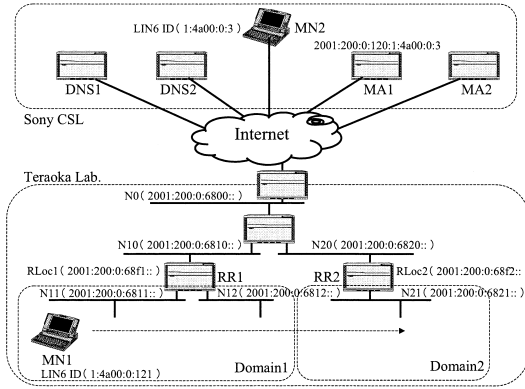 LIN6 ID ( 1:4a00:0:3 )
MN2
2001:200:0:120:1:4a00:0:3
DNS1
DNS2
MA1
MA2
Sony CSL
Internet
Teraoka Lab.
N0 ( 2001:200:0:6800:: )
N10 ( 2001:200:0:6810:: )
N20 ( 2001:200:0:6820:: )
RLoc1 ( 2001:200:0:68f1:: )
RR1
RR2
RLoc2 ( 2001:200:0:68f2:: )
N11 ( 2001:200:0:6811:: )
N12 ( 2001:200:0:6812:: )
N21 ( 2001:200:0:6821:: )
MN1
LIN6 ID ( 1:4a00:0:121 )
Domain1
Domain2